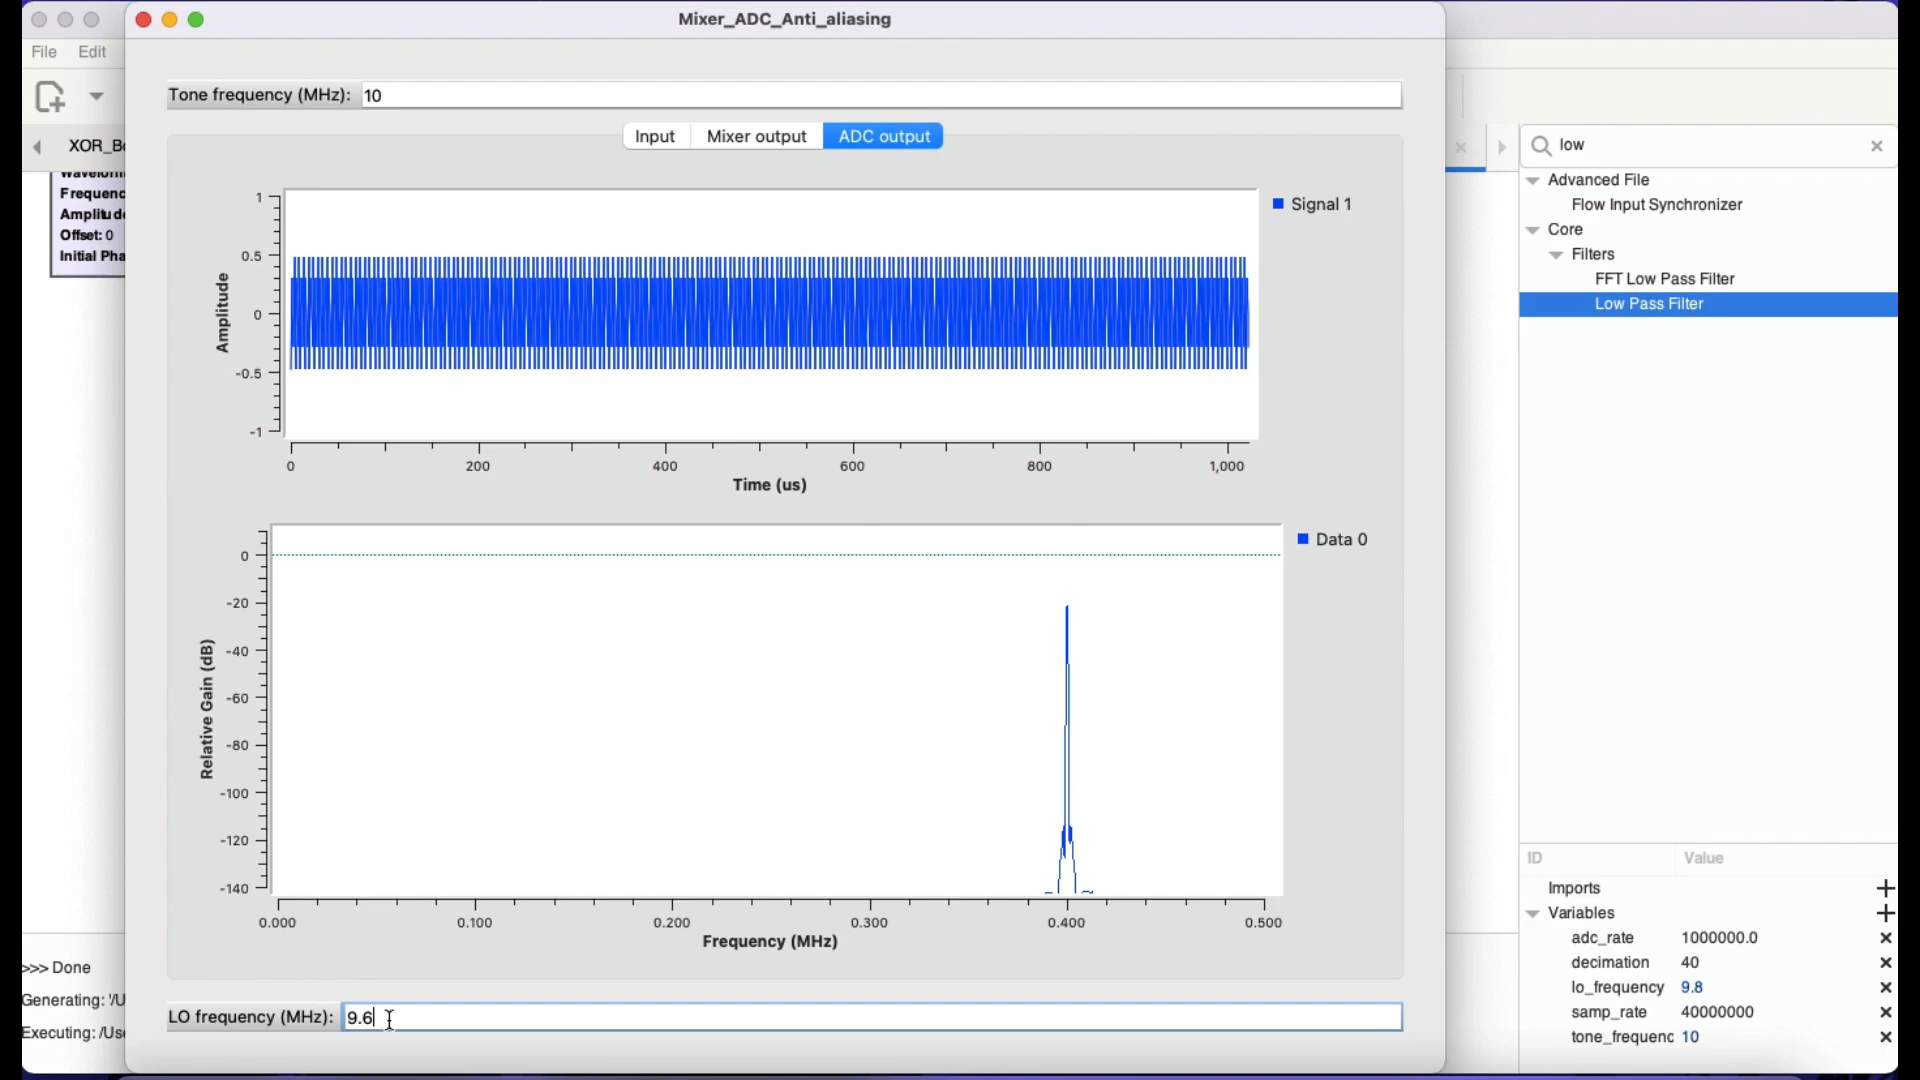 Mixer_ADC_Anti_aliasing
File Edit
Tone frequency (MHz): 10
Input Mixer output ADC output
low
Advanced File
Flow Input Synchronizer
Core
Filters
FFT Low Pass Filter
Low Pass Filter
XOR_B
Frequenc
Amplitud
Offset: 0
Initial Pha
Signal 1
1
0.5
0
-0.5
-1
Amplitude
0 200 400 600 800 1,000
Time (us)
Data 0
0
-20
-40
-60
-80
-100
-120
-140
Relative Gain (dB)
0.000 0.100 0.200 0.300 0.400 0.500
Frequency (MHz)
LO frequency (MHz): 9.6
>>> Done
Generating: '/U
Executing: /Use
ID Value
Imports
Variables
adc_rate 1000000.0
decimation 40
lo_frequency 9.8
samp_rate 40000000
tone_frequenc 10